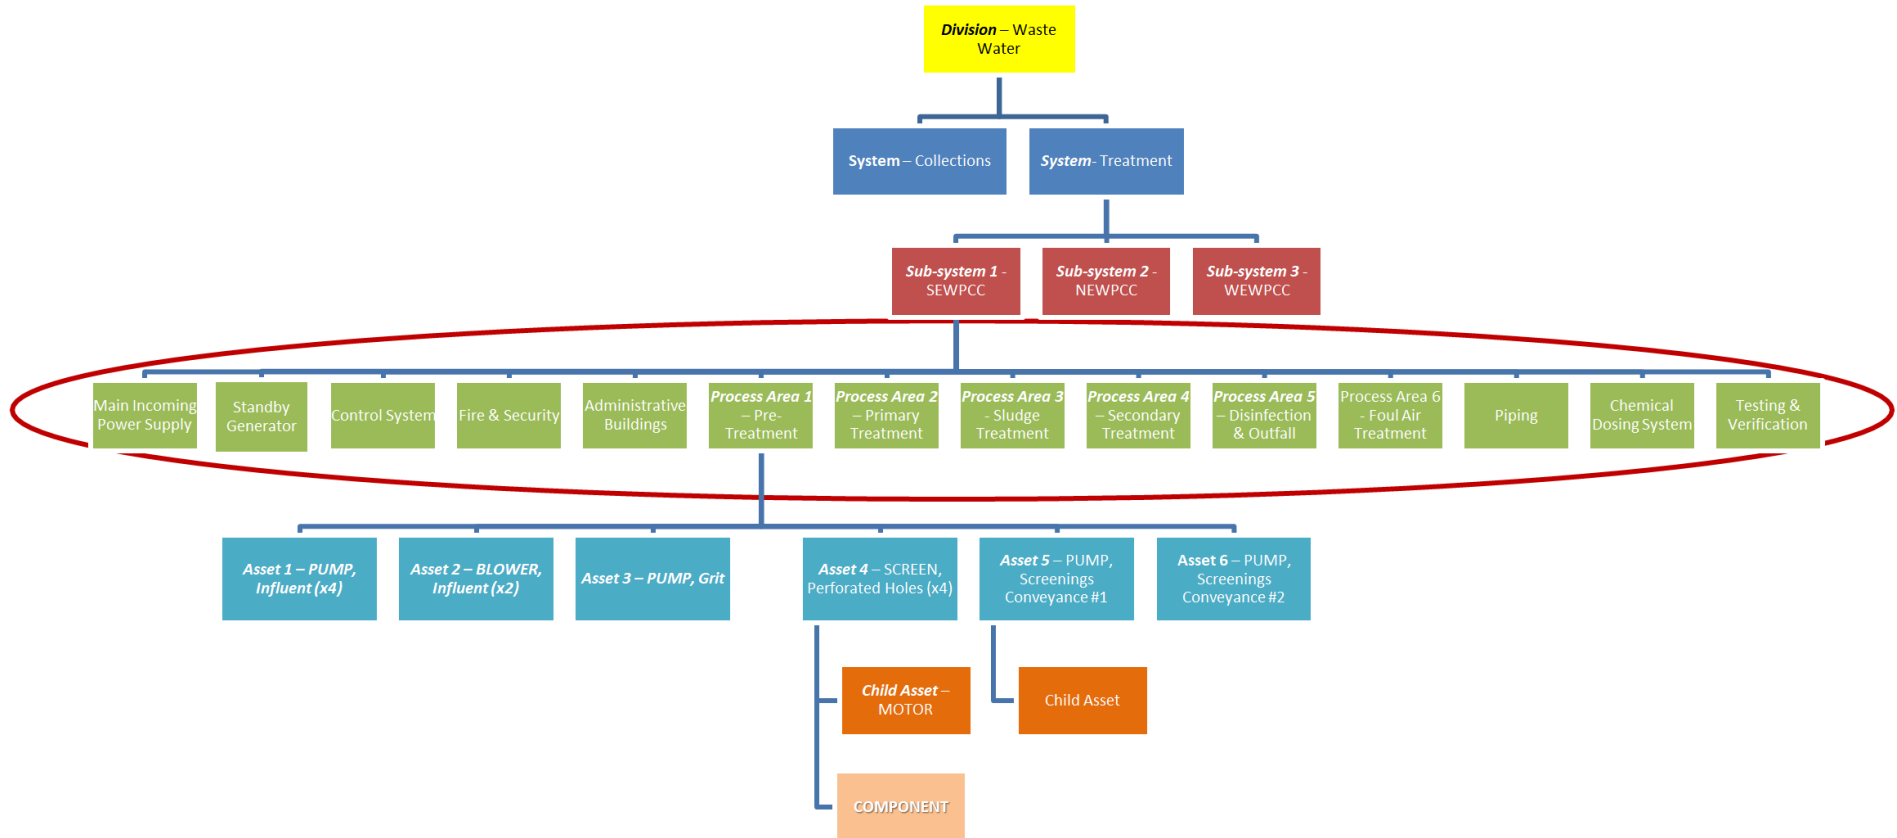 Division – Waste
Water
System – Collections
System- Treatment
Sub-system 1 -
SEWPCC
Sub-system 2 -
NEWPCC
Sub-system 3 -
WEWPCC
Main Incoming
Power Supply
Standby
Generator
Control System
Fire & Security
Administrative
Buildings
Process Area 1
– Pre-
Treatment
Process Area 2
– Primary
Treatment
Process Area 3
- Sludge
Treatment
Process Area 4
– Secondary
Treatment
Process Area 5
– Disinfection
& Outfall
Process Area 6
- Foul Air
Treatment
Piping
Chemical
Dosing System
Testing &
Verification
Asset 1 – PUMP,
Influent (x4)
Asset 2 – BLOWER,
Influent (x2)
Asset 3 – PUMP, Grit
Asset 4 – SCREEN,
Perforated Holes (x4)
Asset 5 – PUMP,
Screenings
Conveyance #1
Asset 6 – PUMP,
Screenings
Conveyance #2
Child Asset –
MOTOR
Child Asset
COMPONENT